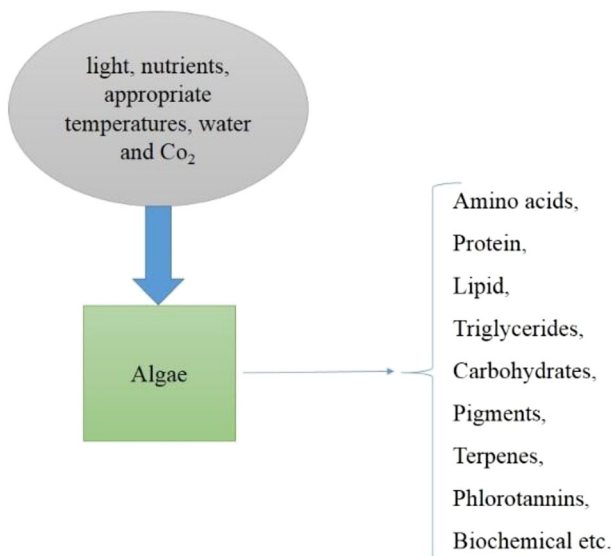 light, nutrients,
appropriate
temperatures, water
and Co₂
Algae
Amino acids,
Protein,
Lipid,
Triglycerides,
Carbohydrates,
Pigments,
Terpenes,
Phlorotannins,
Biochemical etc.